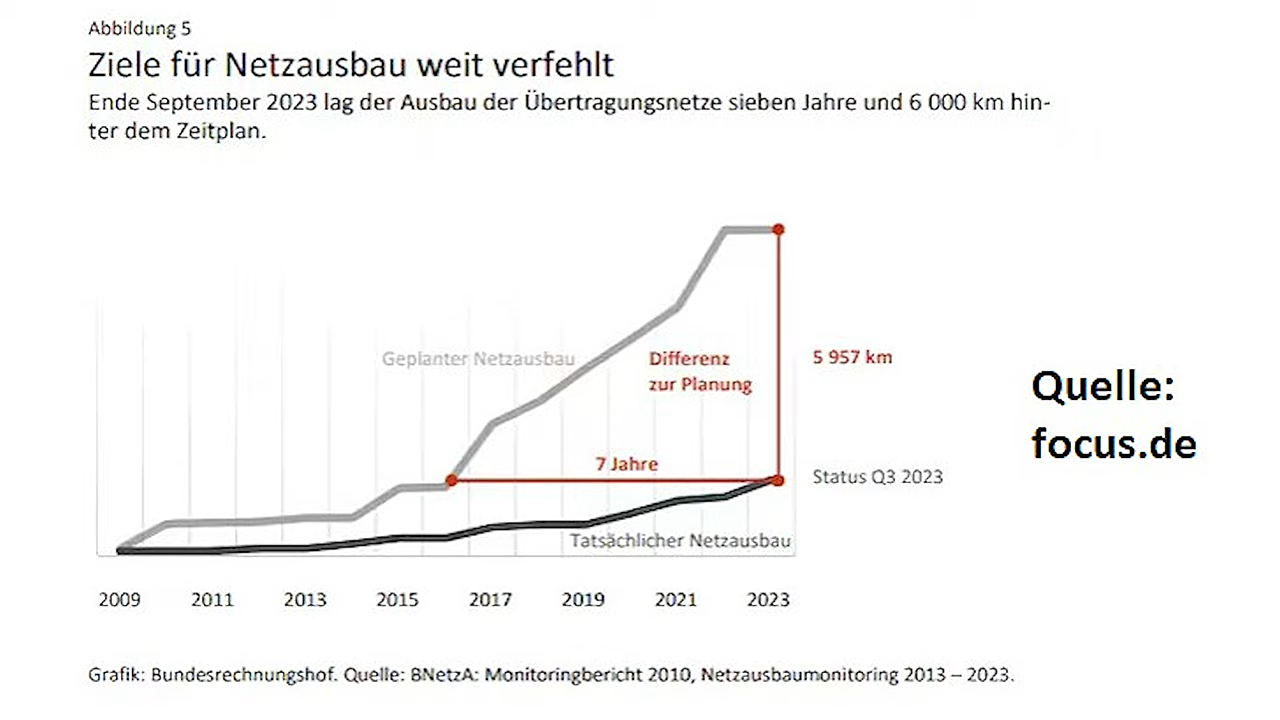 Abbildung 5
Ziele für Netzausbau weit verfehlt
Ende September 2023 lag der Ausbau der Übertragungsnetze sieben Jahre und 6 000 km hin-
ter dem Zeitplan.
Geplanter Netzausbau
Differenz
zur Planung
5 957 km
Quelle:
focus.de
7 Jahre
Status Q3 2023
Tatsächlicher Netzausbau
2009 2011 2013 2015 2017 2019 2021 2023
Grafik: Bundesrechnungshof. Quelle: BNetzA: Monitoringbericht 2010, Netzausbaumonitoring 2013 – 2023.